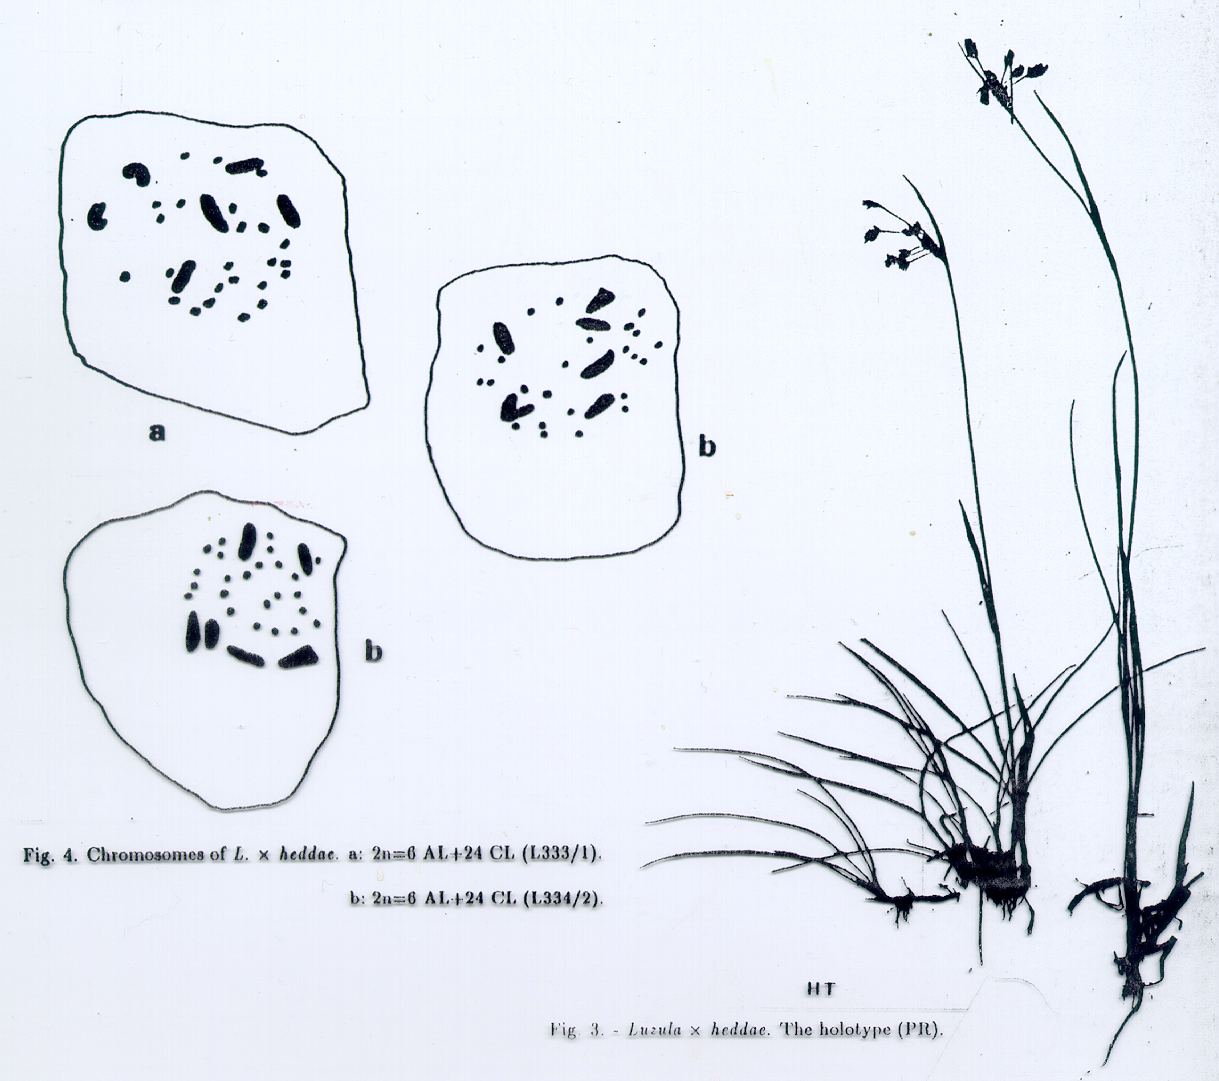 a
b
b
Fig. 4. Chromosomes of L. × heddae. a: 2n=6 AL+24 CL (L333/1).
b: 2n=6 AL+24 CL (L334/2).
HT
Fig. 3. - Luzula × heddae. The holotype (PR).